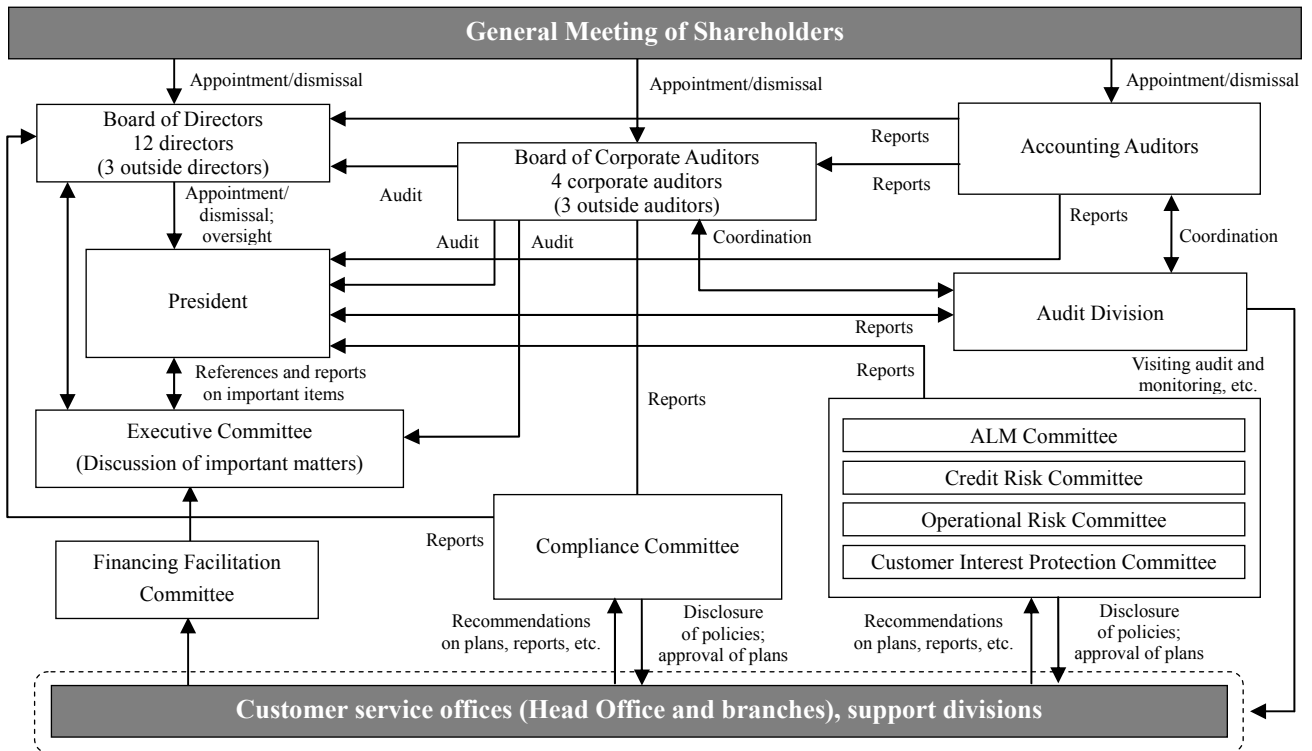 General Meeting of Shareholders
Appointment/dismissal
Appointment/dismissal
Appointment/dismissal
Board of Directors
12 directors
(3 outside directors)
Reports
Accounting Auditors
Board of Corporate Auditors
4 corporate auditors
(3 outside auditors)
Audit
Reports
Appointment/
dismissal;
oversight
Audit
Audit
Coordination
Reports
Coordination
President
Audit Division
Reports
References and reports
on important items
Reports
Visiting audit and
monitoring, etc.
Reports
Executive Committee
(Discussion of important matters)
ALM Committee
Credit Risk Committee
Operational Risk Committee
Customer Interest Protection Committee
Reports
Compliance Committee
Financing Facilitation
Committee
Recommendations
on plans, reports, etc.
Disclosure
of policies;
approval of plans
Recommendations
on plans, reports, etc.
Disclosure
of policies;
approval of plans
Customer service offices (Head Office and branches), support divisions